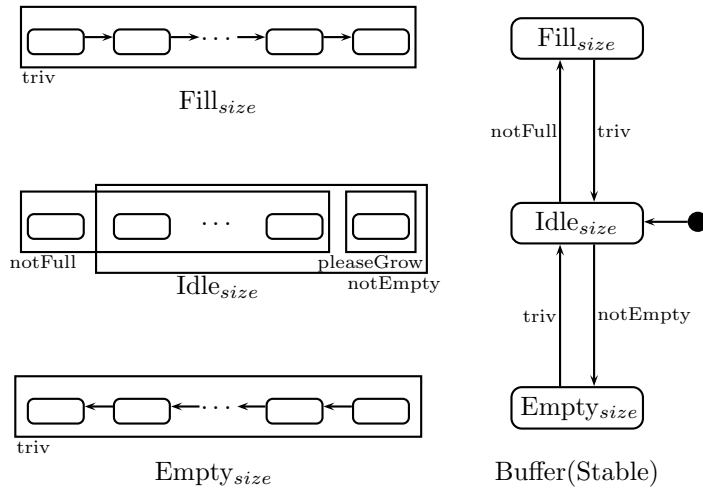 triv
Fill_size
notFull
pleaseGrow
Idle_size
notEmpty
triv
Empty_size
Fill_size
notFull
triv
Idle_size
triv
notEmpty
Empty_size
Buffer(Stable)